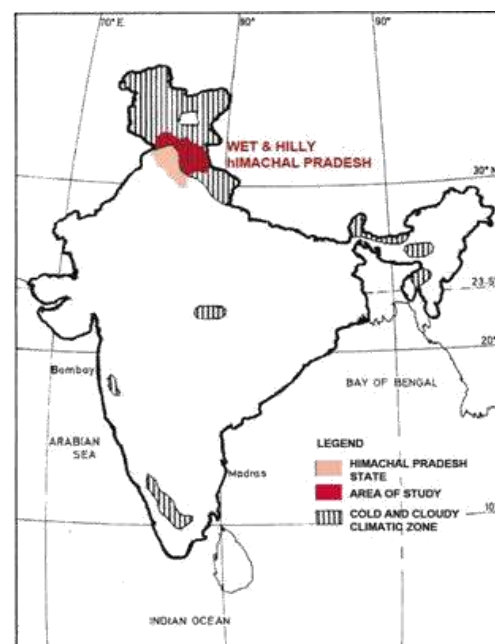 70°E
80°
90°
WET & HILLY
hIMACHAL PRADESH
30°N
23·5
20°
Bombay
BAY OF BENGAL
ARABIAN
SEA
LEGEND
HIMACHAL PRADESH
STATE
Madras
AREA OF STUDY
COLD AND CLOUDY
CLIMATIC ZONE
10°
INDIAN OCEAN